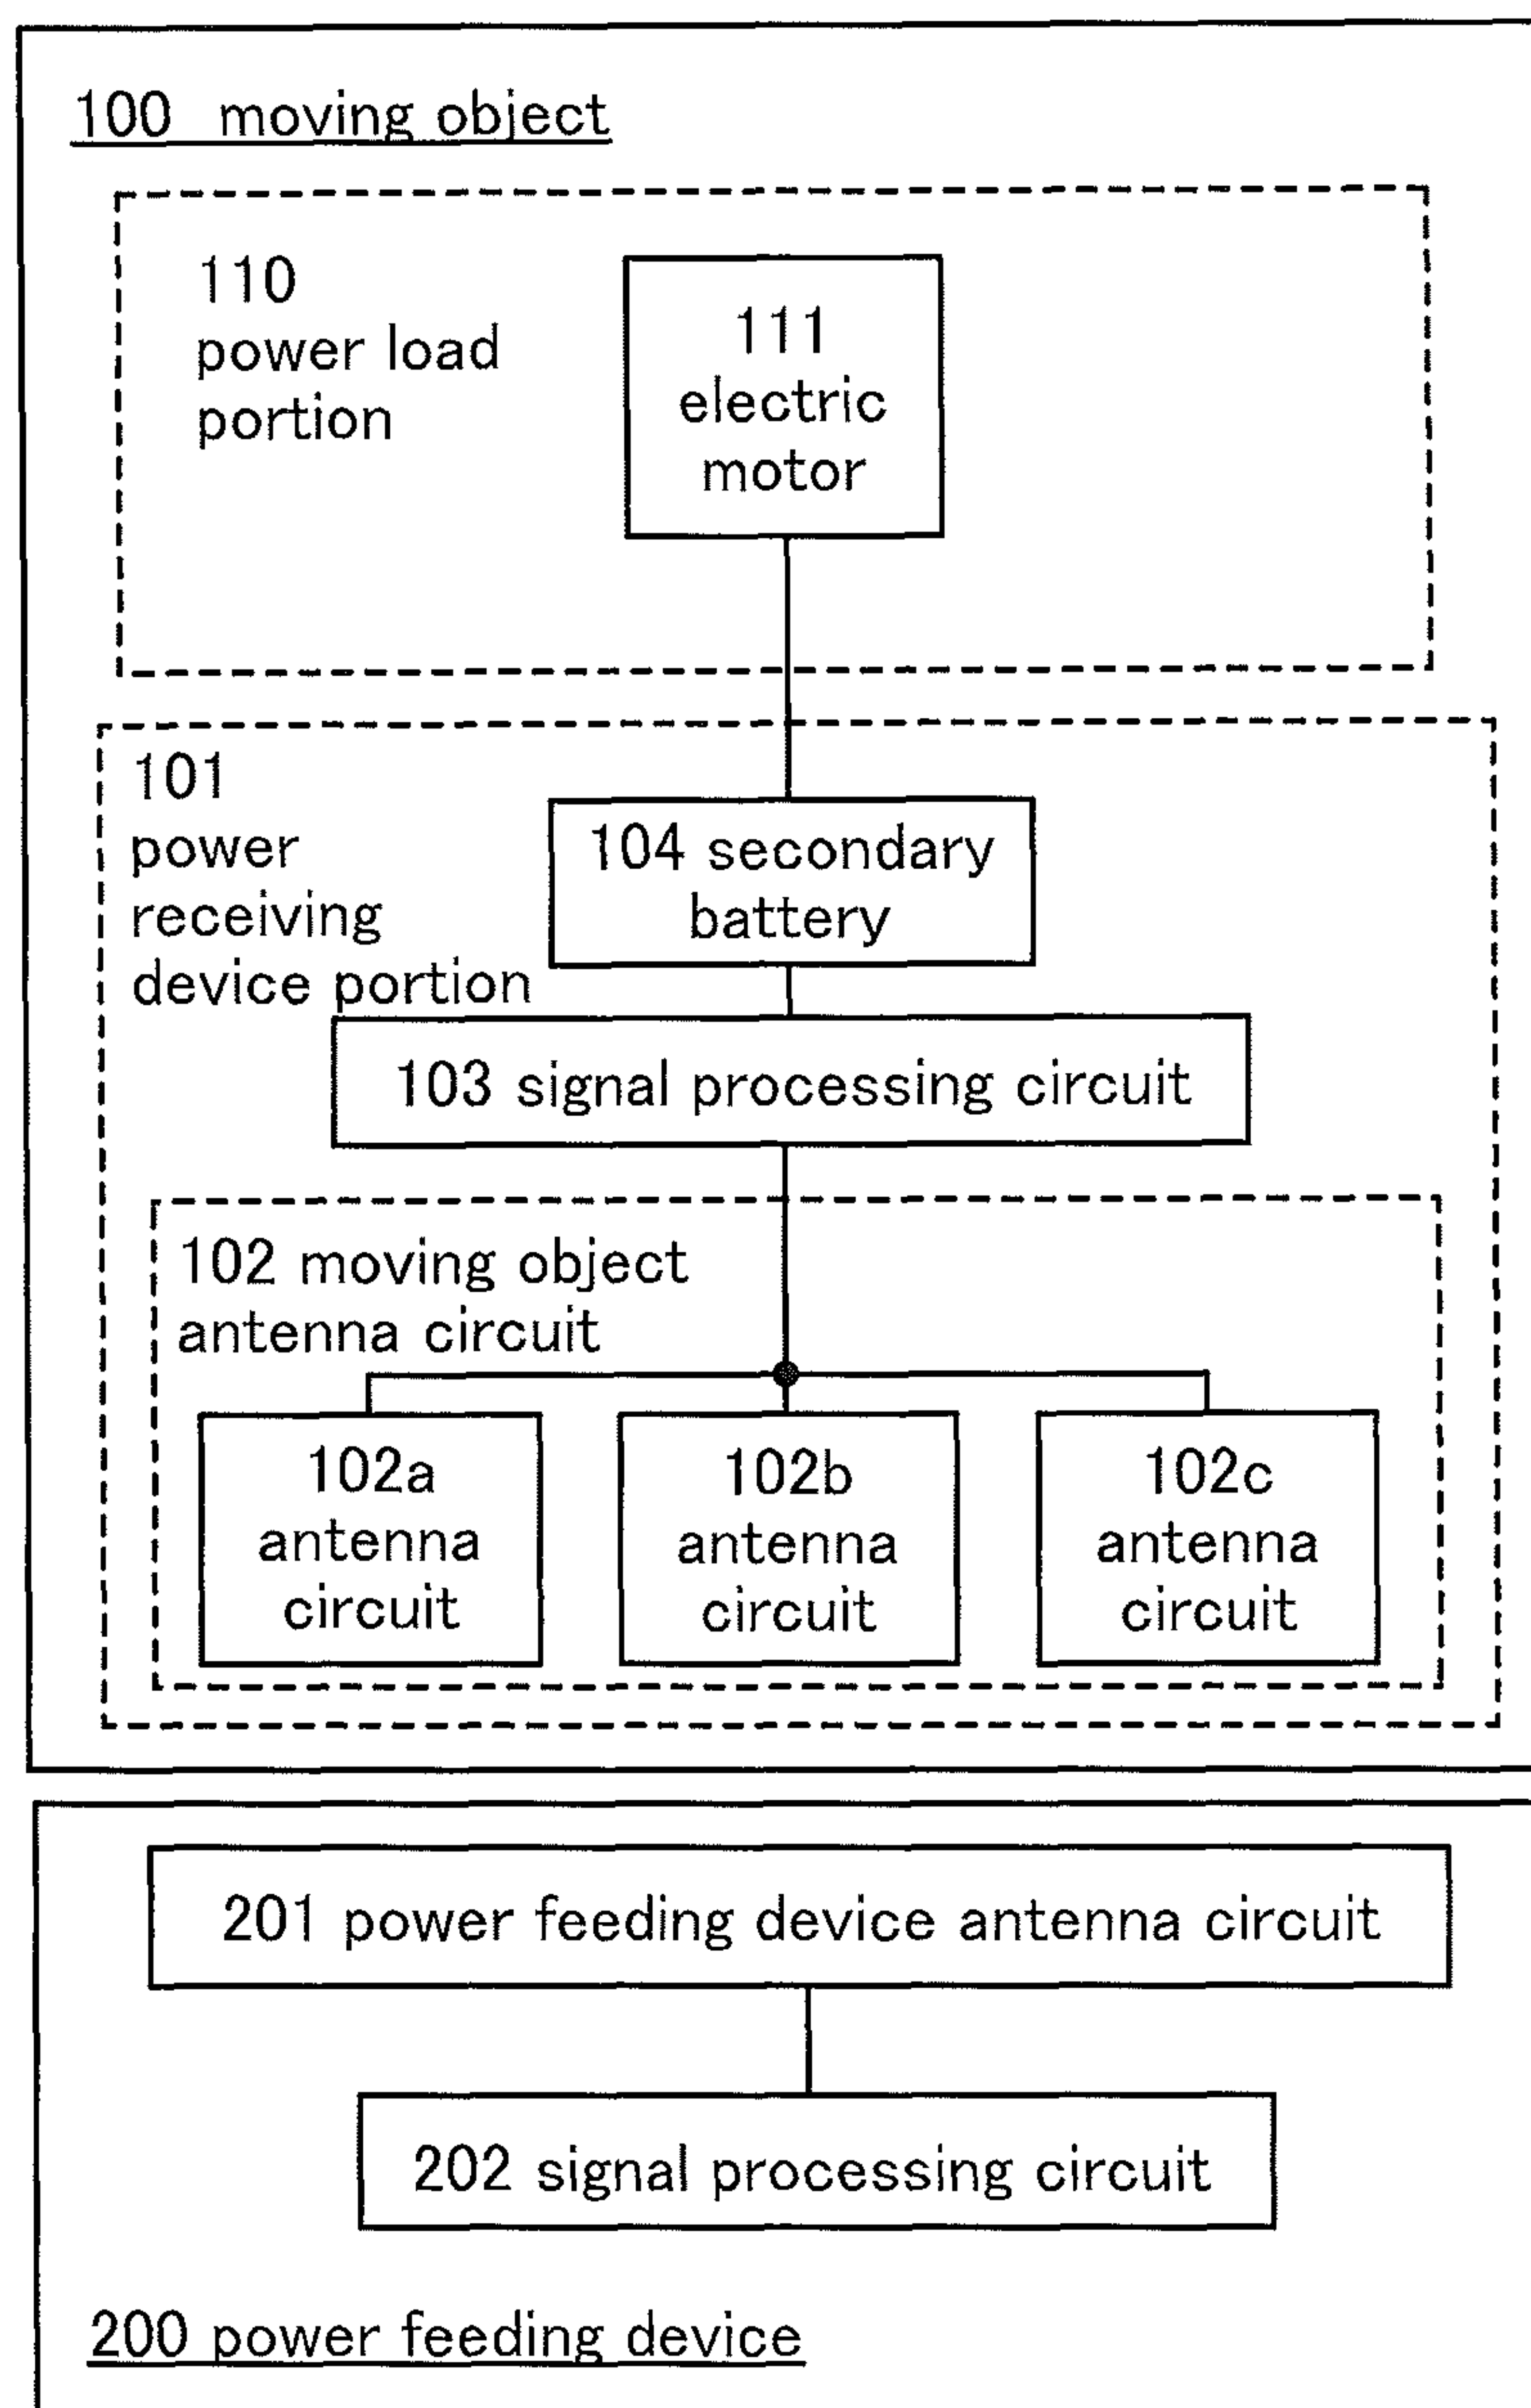 100 moving object
110
power load
portion
111
electric
motor
101
power
receiving
device portion
104 secondary
battery
103 signal processing circuit
102 moving object
antenna circuit
102a
antenna
circuit
102b
antenna
circuit
102c
antenna
circuit
201 power feeding device antenna circuit
202 signal processing circuit
200 power feeding device